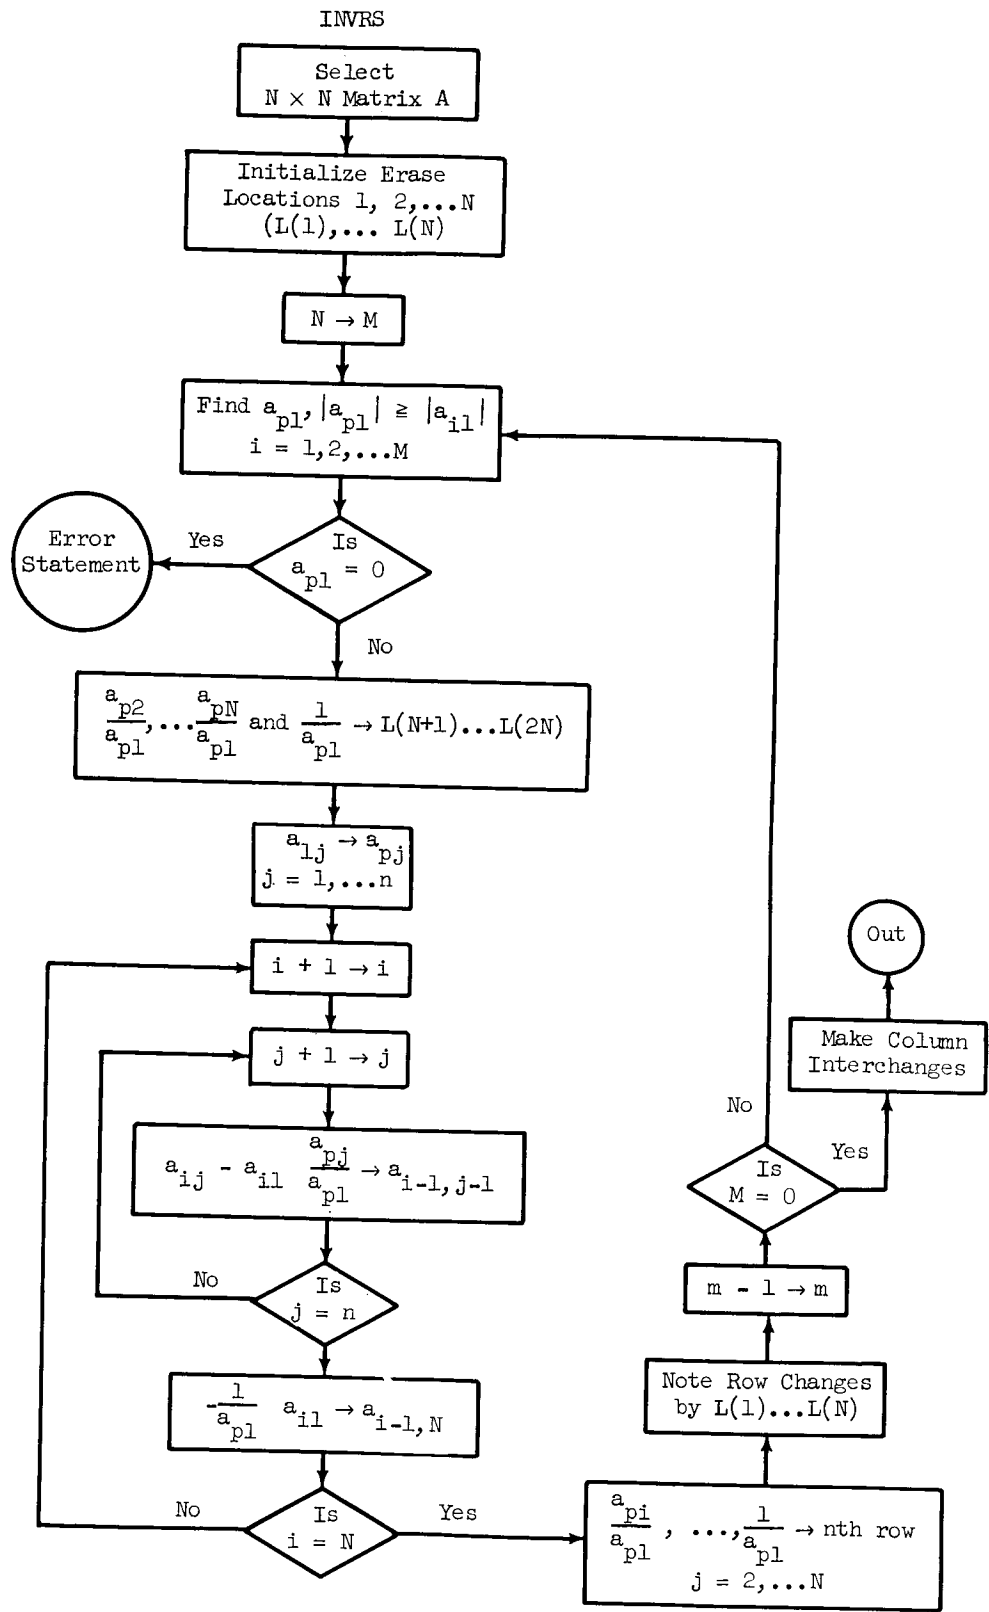 INVRS
Select
N × N Matrix A
Initialize Erase
Locations 1, 2,...N
(L(1),... L(N)
N → M
Find a_p1, |a_p1| ≧ |a_i1|
i = 1,2,...M
Is
a_p1 = 0
Yes
Error
Statement
No
a_p2/a_p1,...a_pN/a_p1 and 1/a_p1 → L(N+1)...L(2N)
a_1j → a_pj
j = 1,...n
i + 1 → i
j + 1 → j
a_ij - a_i1 a_pj/a_p1 → a_i-1,j-1
Is
j = n
No
-1/a_p1 a_i1 → a_i-1,N
Is
i = N
No
Yes
a_pi/a_p1 , ...,1/a_p1 → nth row
j = 2,...N
Note Row Changes
by L(1)...L(N)
m - 1 → m
Is
M = 0
No
Yes
Make Column
Interchanges
Out